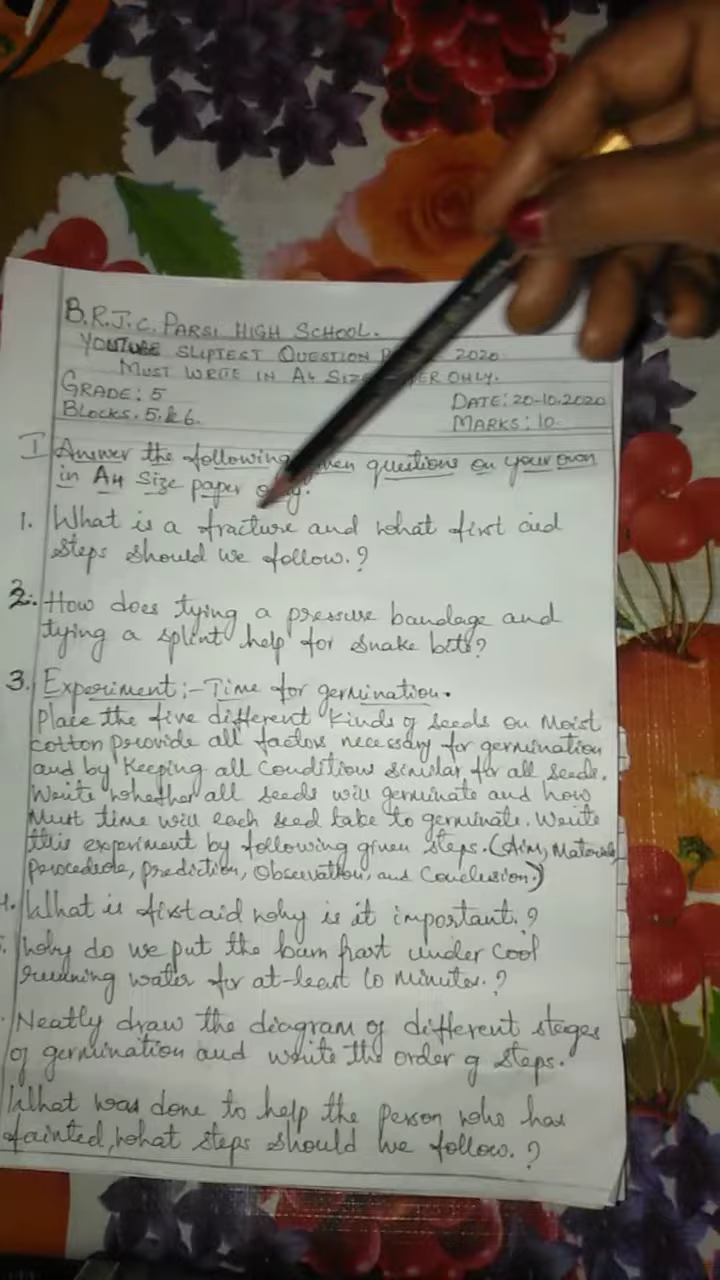 B.R.J.C. PARSI HIGH SCHOOL.
YOUTUBE SLIPTEST QUESTION 2020
MUST WRITE IN A4 SIZE ONLY.
GRADE: 5
DATE: 20-10-2020
BLOCKS. 5. & 6.
MARKS: 10.
I Answer the following questions on your own
in A4 Size paper
1. What is a fracture and what first aid
steps should we follow.?
2. How does tying a pressure bandage and
tying a splint help for snake bite?
3. Experiment:- Time for germination.
Place the five different kinds of seeds on Moist
cotton provide all factors necessary for germination
and by keeping all conditions similar for all seeds.
Write whether all seeds will germinate and how
Must time will each seed take to germinate. Write
this experiment by following given steps. (Aim, Materials,
Procedure, prediction, Observation, and Conclusion.)
What is first aid why is it important.?
why do we put the burn part under cool
running water for at-least 10 minutes.?
Neatly draw the diagram of different stages
of germination and write the order of steps.
What was done to help the person who has
fainted, what steps should we follow.?